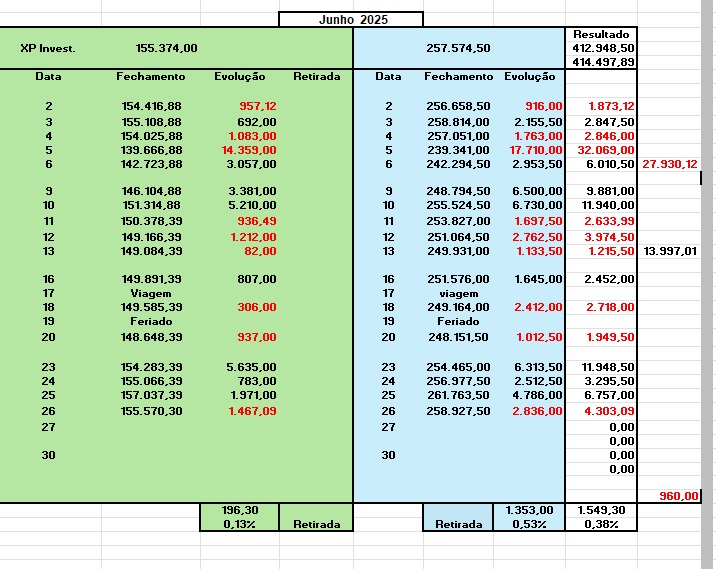 Junho 2025
Resultado
XP Invest. 155.374,00 257.574,50 412.948,50
414.497,89
Data Fechamento Evolução Retirada Data Fechamento Evolução
2 154.416,88 957,12 2 256.658,50 916,00 1.873,12
3 155.108,88 692,00 3 258.814,00 2.155,50 2.847,50
4 154.025,88 1.083,00 4 257.051,00 1.763,00 2.846,00
5 139.666,88 14.359,00 5 239.341,00 17.710,00 32.069,00
6 142.723,88 3.057,00 6 242.294,50 2.953,50 6.010,50 27.930,12
9 146.104,88 3.381,00 9 248.794,50 6.500,00 9.881,00
10 151.314,88 5.210,00 10 255.524,50 6.730,00 11.940,00
11 150.378,39 936,49 11 253.827,00 1.697,50 2.633,99
12 149.166,39 1.212,00 12 251.064,50 2.762,50 3.974,50
13 149.084,39 82,00 13 249.931,00 1.133,50 1.215,50 13.997,01
16 149.891,39 807,00 16 251.576,00 1.645,00 2.452,00
17 Viagem 17 viagem
18 149.585,39 306,00 18 249.164,00 2.412,00 2.718,00
19 Feriado 19 Feriado
20 148.648,39 937,00 20 248.151,50 1.012,50 1.949,50
23 154.283,39 5.635,00 23 254.465,00 6.313,50 11.948,50
24 155.066,39 783,00 24 256.977,50 2.512,50 3.295,50
25 157.037,39 1.971,00 25 261.763,50 4.786,00 6.757,00
26 155.570,30 1.467,09 26 258.927,50 2.836,00 4.303,09
27 27 0,00
0,00
30 30 0,00
0,00
960,00
196,30 1.353,00 1.549,30
0,13% Retirada Retirada 0,53% 0,38%